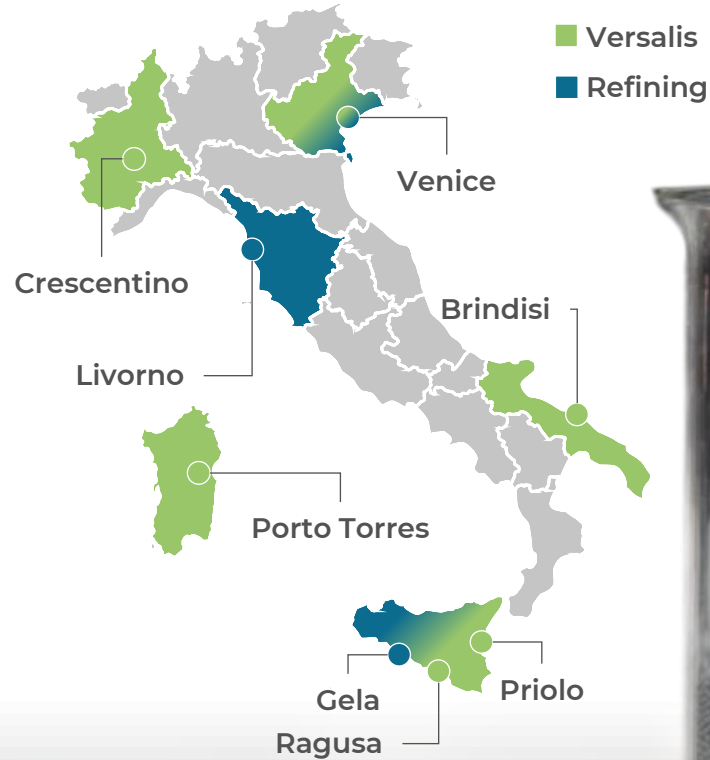 Versalis
Refining
Venice
Crescentino
Brindisi
Livorno
Porto Torres
Priolo
Gela
Ragusa